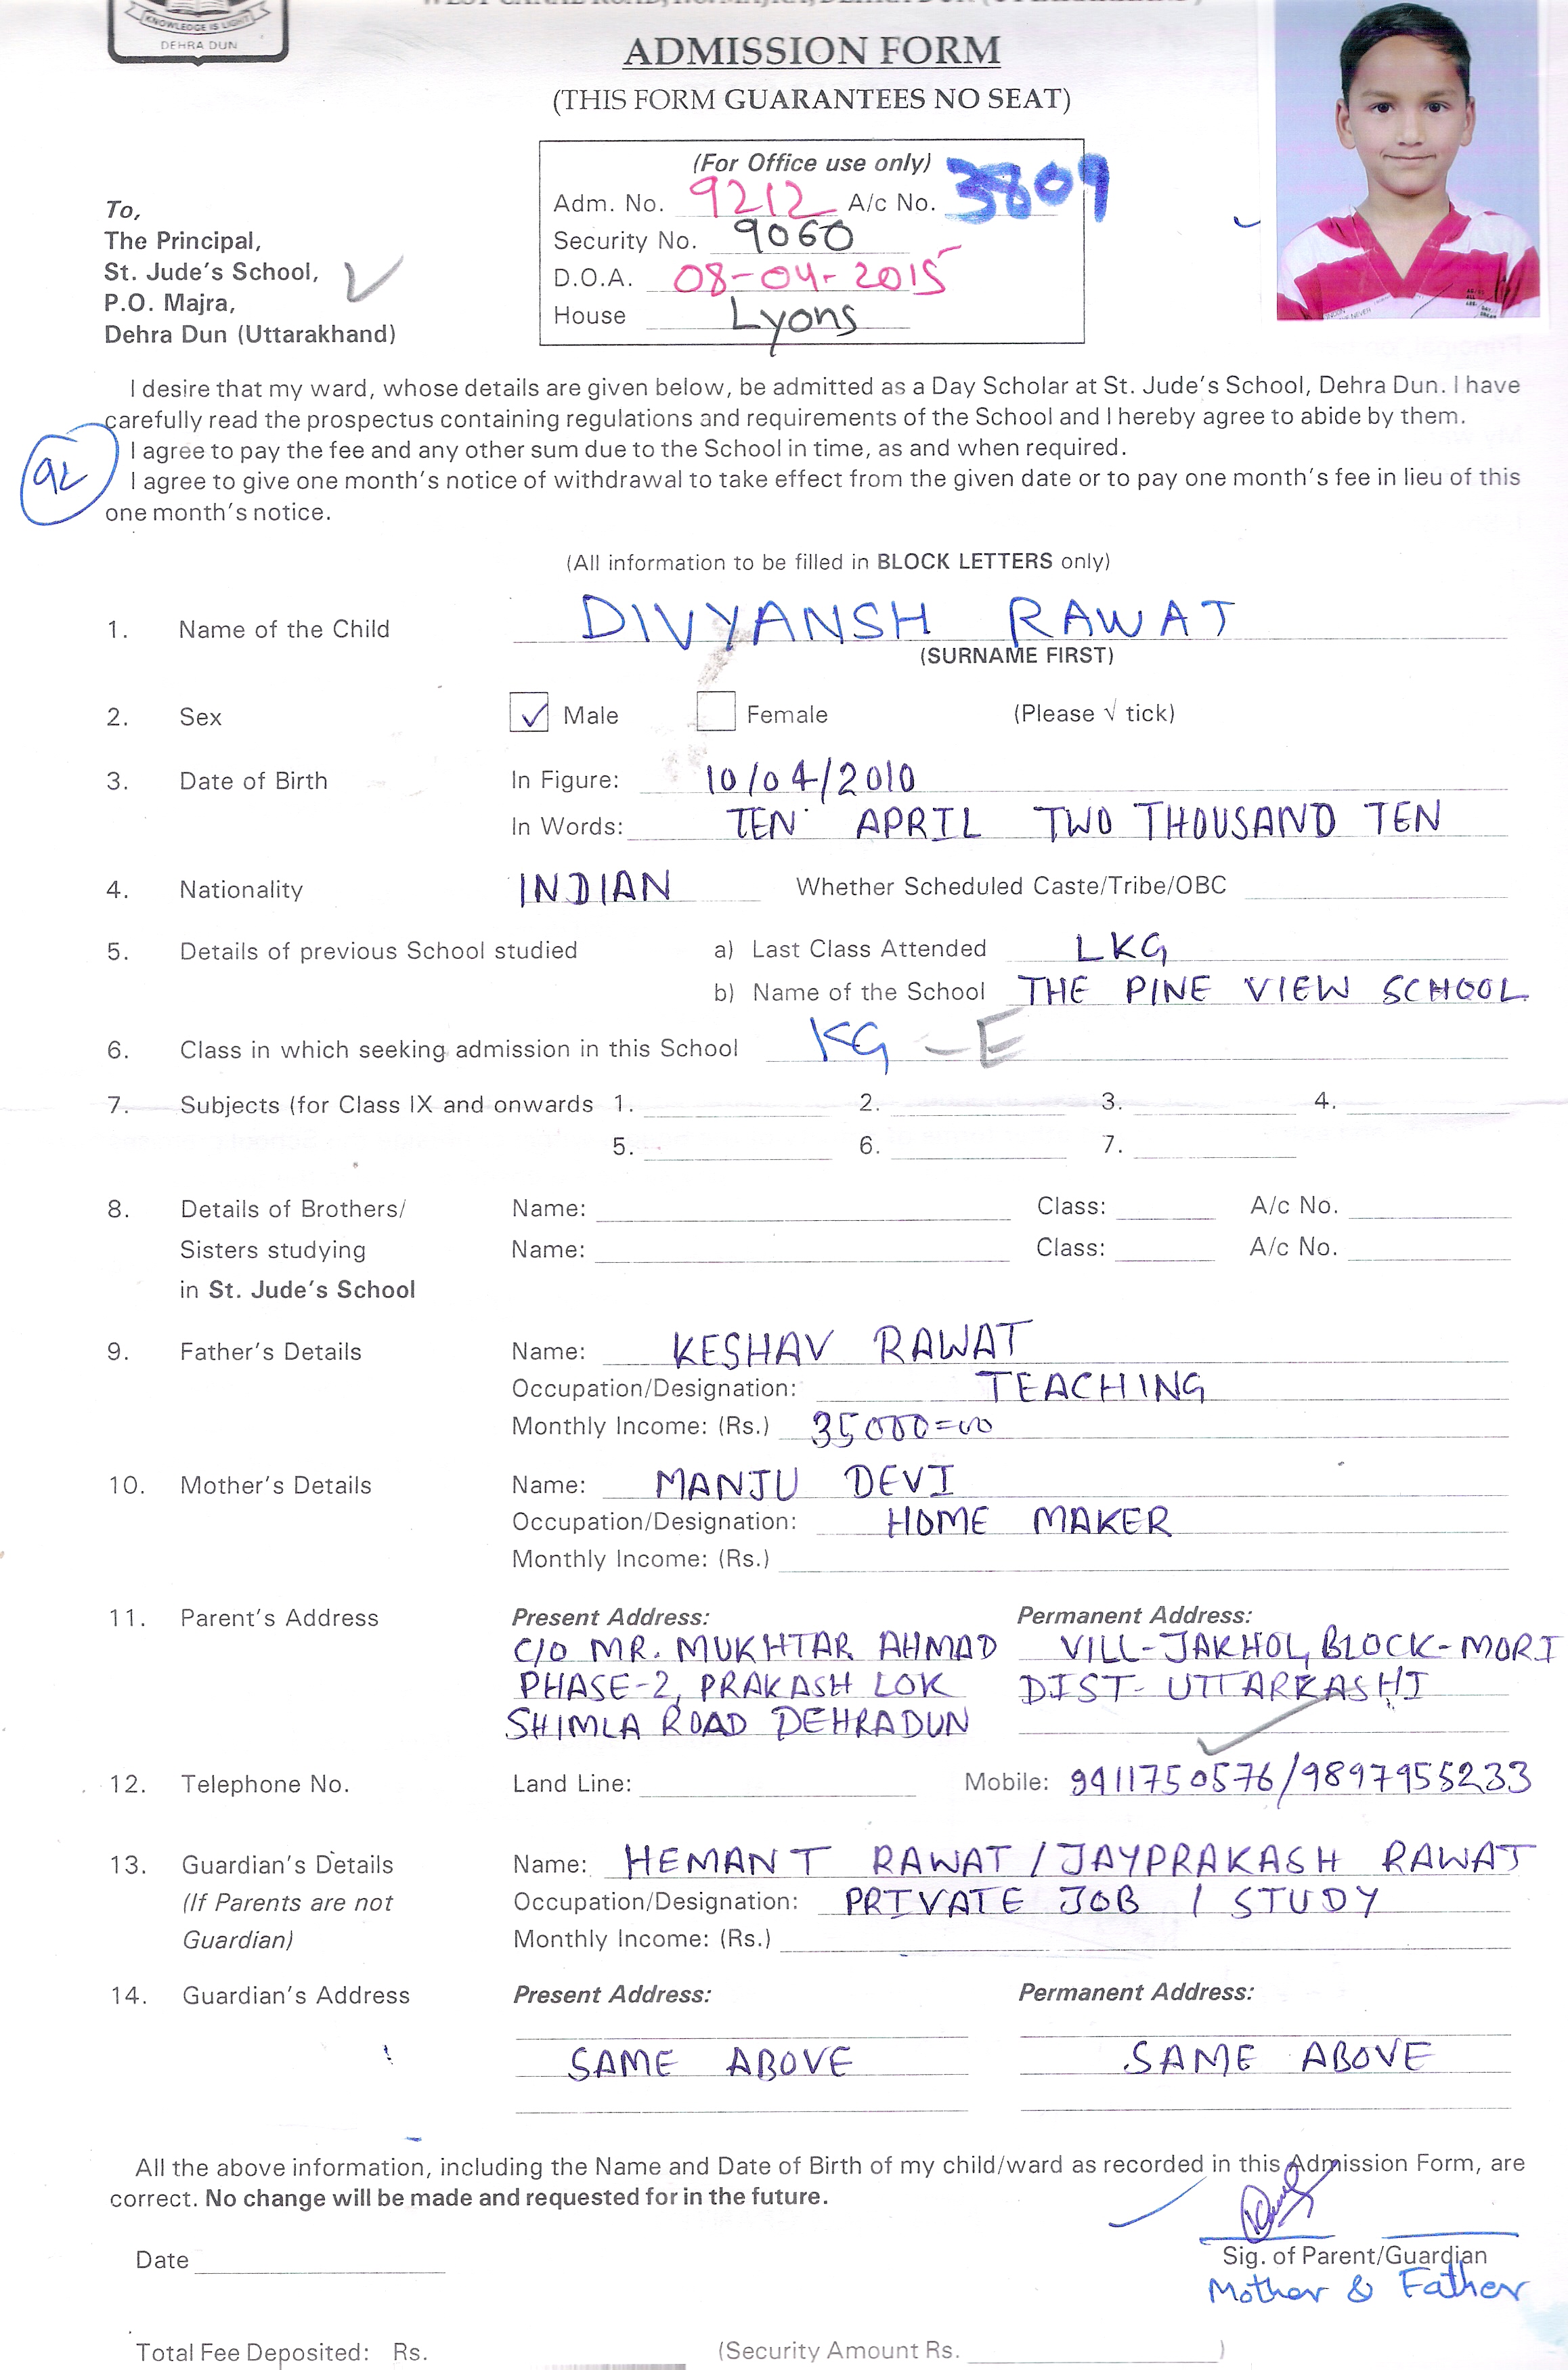 KNOWLEDGE IS LIGHT
DEHRA DUN
ADMISSION FORM
(THIS FORM GUARANTEES NO SEAT)
(For Office use only)
Adm. No. 9212 A/c No. 3809
Security No. 9060
D.O.A. 08-04-2015
House Lyons
To,
The Principal,
St. Jude's School,
P.O. Majra,
Dehra Dun (Uttarakhand)
I desire that my ward, whose details are given below, be admitted as a Day Scholar at St. Jude's School, Dehra Dun. I have
carefully read the prospectus containing regulations and requirements of the School and I hereby agree to abide by them.
I agree to pay the fee and any other sum due to the School in time, as and when required.
I agree to give one month's notice of withdrawal to take effect from the given date or to pay one month's fee in lieu of this
one month's notice.
(All information to be filled in BLOCK LETTERS only)
1. Name of the Child DIVYANSH RAWAT
(SURNAME FIRST)
2. Sex ✓ Male Female (Please √ tick)
3. Date of Birth In Figure: 10/04/2010
In Words: TEN APRIL TWO THOUSAND TEN
4. Nationality INDIAN Whether Scheduled Caste/Tribe/OBC
5. Details of previous School studied a) Last Class Attended LKG
b) Name of the School THE PINE VIEW SCHOOL
6. Class in which seeking admission in this School KG - E
7. Subjects (for Class IX and onwards 1. 2. 3. 4.
5. 6. 7.
8. Details of Brothers/ Name: Class: A/c No.
Sisters studying Name: Class: A/c No.
in St. Jude's School
9. Father's Details Name: KESHAV RAWAT
Occupation/Designation: TEACHING
Monthly Income: (Rs.) 35000=00
10. Mother's Details Name: MANJU DEVI
Occupation/Designation: HOME MAKER
Monthly Income: (Rs.)
11. Parent's Address Present Address: Permanent Address:
C/O MR. MUKHTAR AHMAD VILL-JAKHOL, BLOCK-MORI
PHASE-2, PRAKASH LOK DIST- UTTARKASHI
SHIMLA ROAD DEHRADUN
12. Telephone No. Land Line: Mobile: 9411750576/9897955233
13. Guardian's Details Name: HEMANT RAWAT / JAYPRAKASH RAWAT
(If Parents are not Occupation/Designation: PRIVATE JOB / STUDY
Guardian) Monthly Income: (Rs.)
14. Guardian's Address Present Address: Permanent Address:
SAME ABOVE SAME ABOVE
All the above information, including the Name and Date of Birth of my child/ward as recorded in this Admission Form, are
correct. No change will be made and requested for in the future.
Date
Sig. of Parent/Guardian
Mother & Father
Total Fee Deposited: Rs. (Security Amount Rs. )